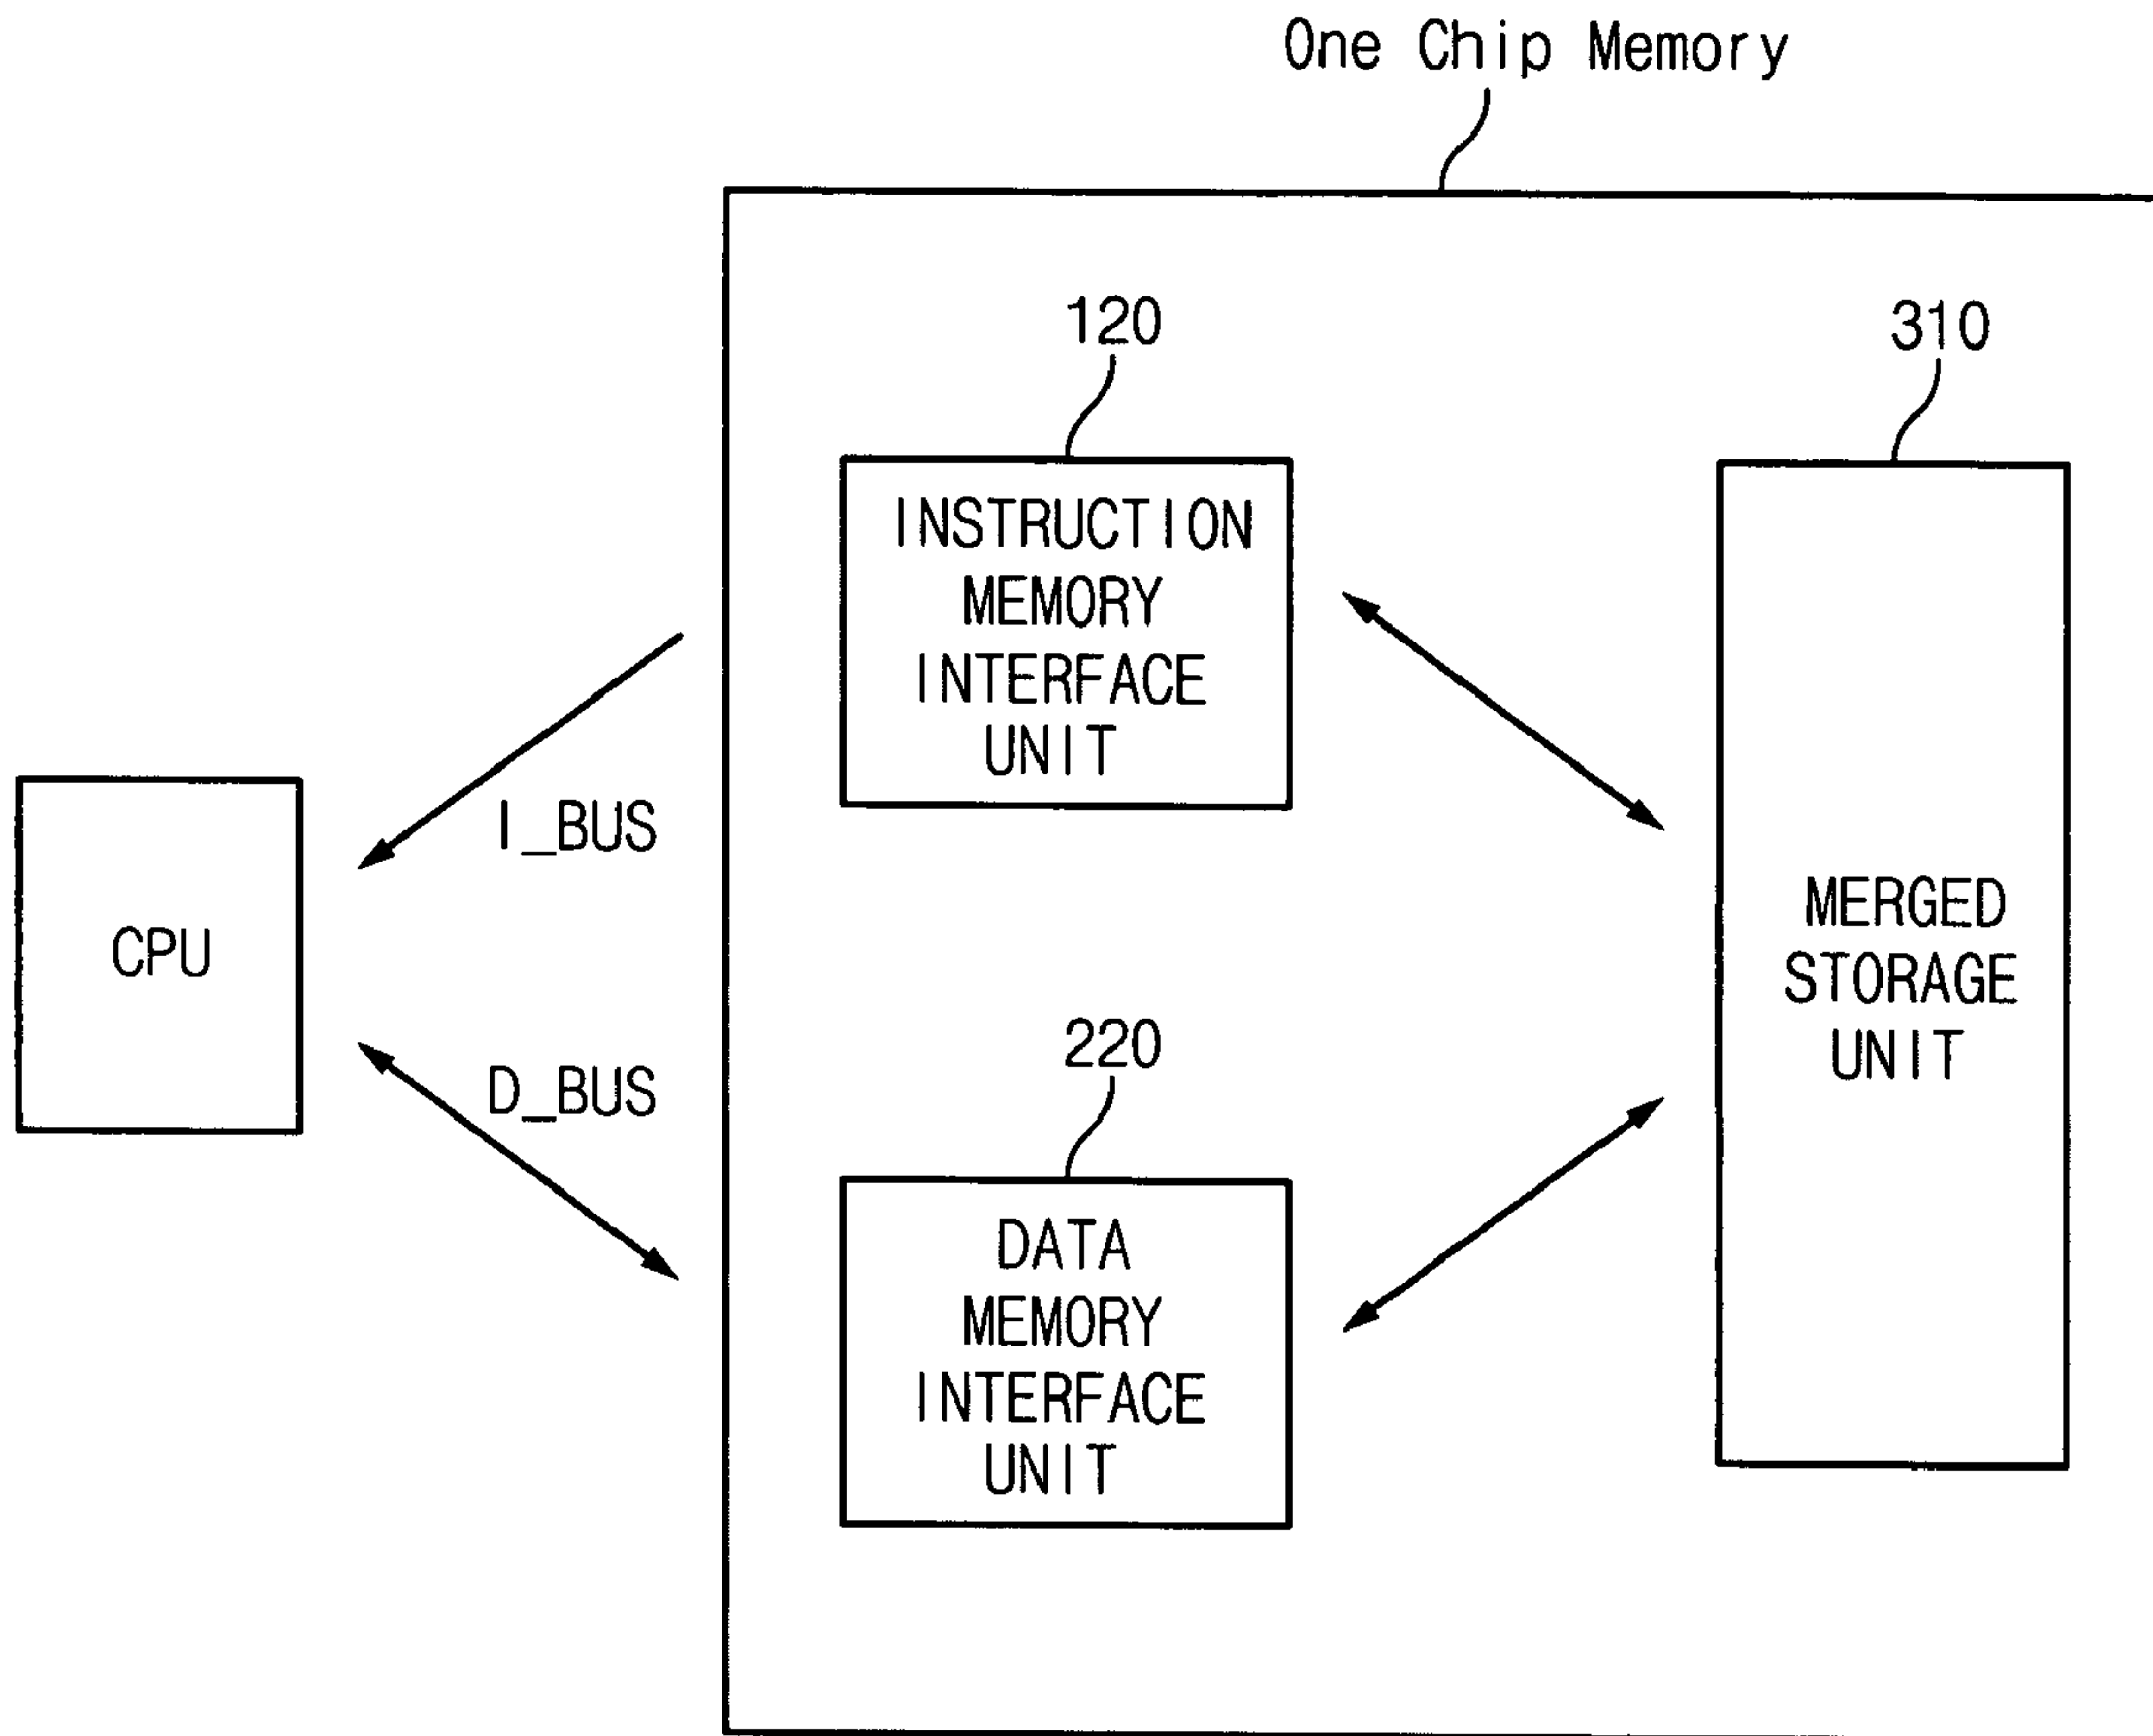 One Chip Memory
120
310
INSTRUCTION
MEMORY
INTERFACE
UNIT
I_BUS
CPU
MERGED
STORAGE
UNIT
D_BUS
220
DATA
MEMORY
INTERFACE
UNIT